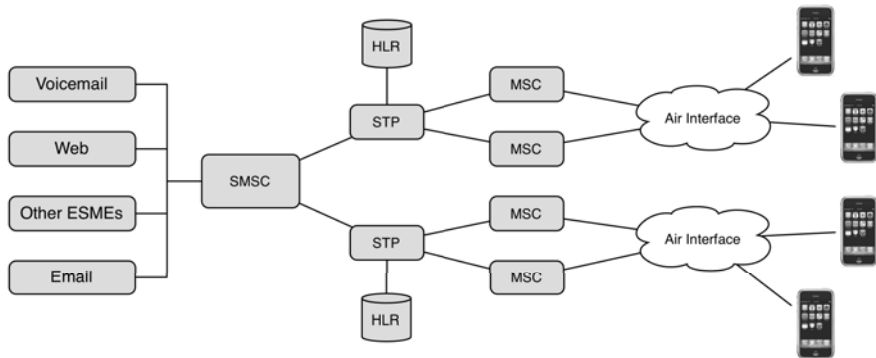 HLR
Voicemail
MSC
STP
Air Interface
Web
MSC
SMSC
Other ESMEs
MSC
STP
Air Interface
Email
MSC
HLR